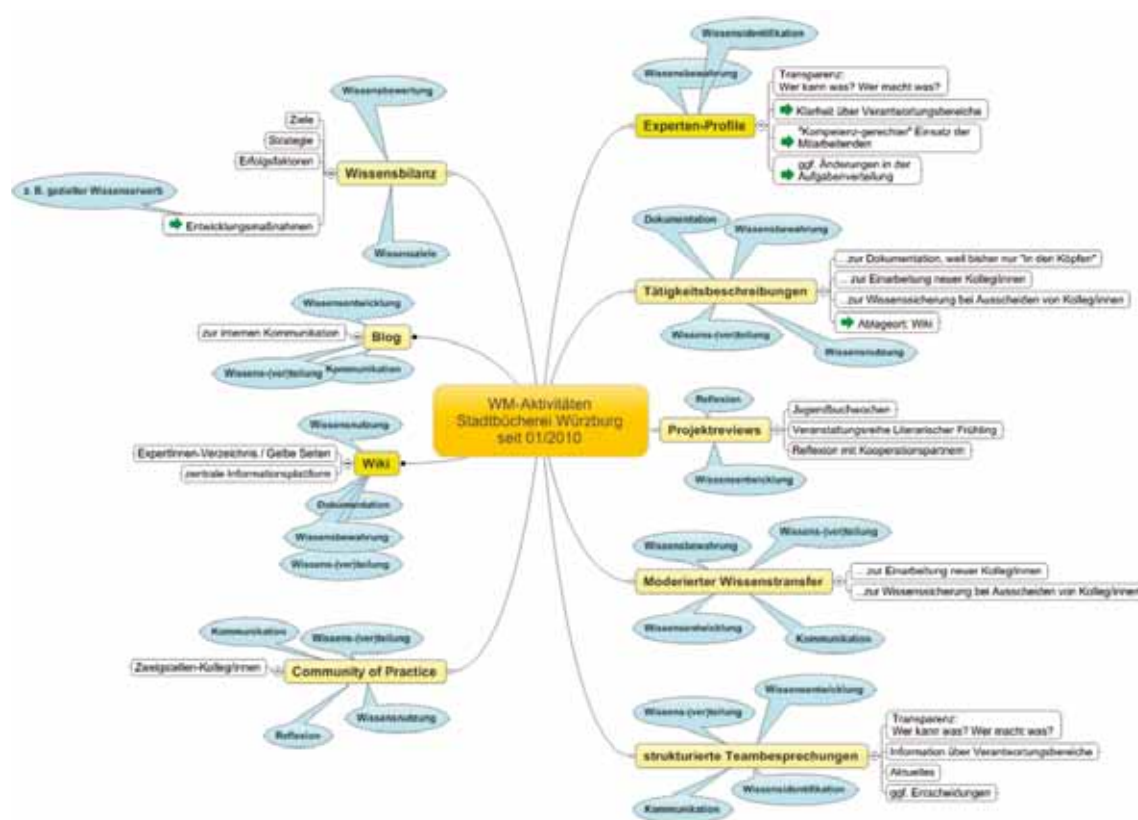 WM-Aktivitäten
Stadtbücherei Würzburg
seit 01/2010
Wissensbewertung
Ziele
Strategie
Erfolgsfaktoren
Wissensbilanz
z. B. gezielter Wissenserwerb
Entwicklungsmaßnahmen
Wissensziele
Wissensentwicklung
zur internen Kommunikation
Blog
Wissens-(ver)teilung
Kommunikation
Wissensnutzung
ExpertInnen-Verzeichnis / Gelbe Seiten
zentrale Informationsplattform
Wiki
Dokumentation
Wissensbewahrung
Wissens-(ver)teilung
Kommunikation
Wissens-(ver)teilung
Zweigstellen-Kolleg/innen
Community of Practice
Wissensnutzung
Reflexion
Wissensidentifikation
Wissensbewahrung
Experten-Profile
Transparenz:
Wer kann was? Wer macht was?
Klarheit über Verantwortungsbereiche
"Kompetenz-gerechter" Einsatz der
Mitarbeitenden
ggf. Änderungen in der
Aufgabenverteilung
Dokumentation
Wissensbewahrung
Tätigkeitsbeschreibungen
... zur Dokumentation, weil bisher nur "in den Köpfen"
... zur Einarbeitung neuer Kolleg/innen
...zur Wissenssicherung bei Ausscheiden von Kolleg/innen
Ablageort: Wiki
Wissens-(ver)teilung
Wissensnutzung
Reflexion
Projektreviews
Jugendbuchwochen
Veranstaltungsreihe Literarischer Frühling
Reflexion mit Kooperationspartnern
Wissensentwicklung
Wissens-(ver)teilung
Wissensbewahrung
Moderierter Wissenstransfer
... zur Einarbeitung neuer Kolleg/innen
...zur Wissenssicherung bei Ausscheiden von Kolleg/innen
Wissensentwicklung
Kommunikation
Wissensentwicklung
Wissens-(ver)teilung
strukturierte Teambesprechungen
Transparenz:
Wer kann was? Wer macht was?
Information über Verantwortungsbereiche
Aktuelles
ggf. Entscheidungen
Wissensidentifikation
Kommunikation